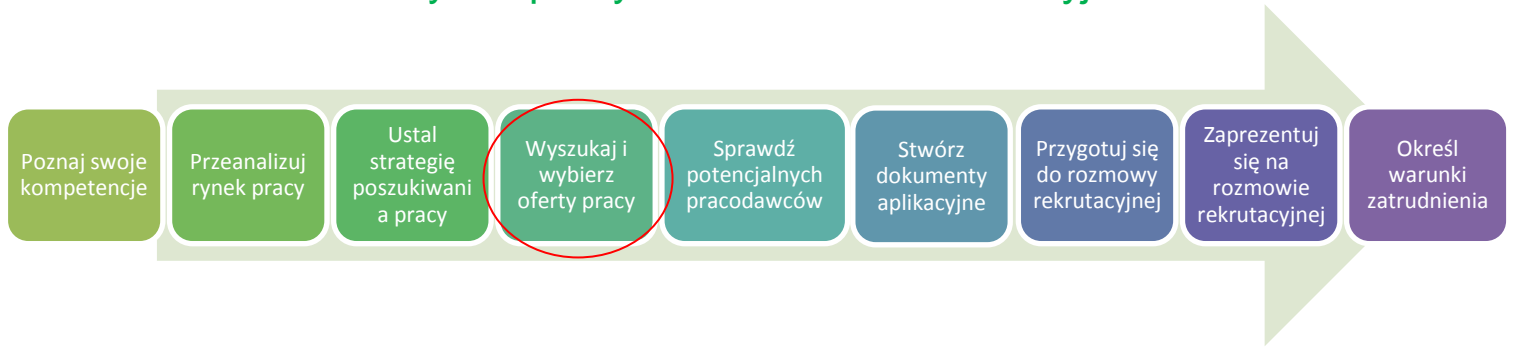 Poznaj swoje
kompetencje
Przeanalizuj
rynek pracy
Ustal
strategię
poszukiwani
a pracy
Wyszukaj i
wybierz
oferty pracy
Sprawdź
potencjalnych
pracodawców
Stwórz
dokumenty
aplikacyjne
Przygotuj się
do rozmowy
rekrutacyjnej
Zaprezentuj
się na
rozmowie
rekrutacyjnej
Określ
warunki
zatrudnienia